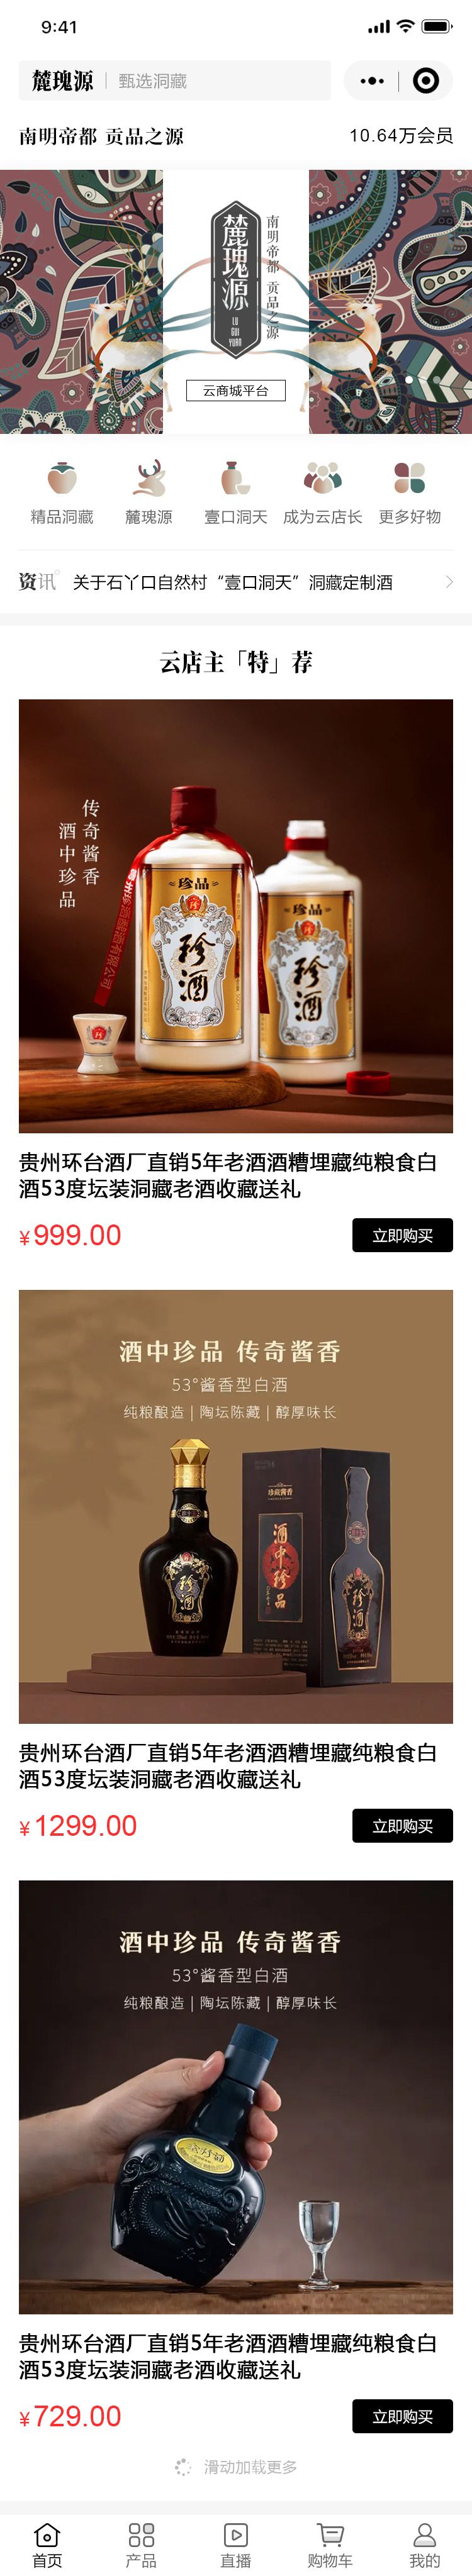 9:41
麓瑰源 甄选洞藏
南明帝都 贡品之源 10.64万会员
麓瑰源
LU
GUI
YUAN
南明帝都 贡品之源
云商城平台
精品洞藏 麓瑰源 壹口洞天 成为云店长 更多好物
资讯 关于石丫口自然村“壹口洞天”洞藏定制酒
云店主「特」荐
传奇酱香
酒中珍品
珍品
珍酒
珍品
珍酒
贵州环台酒厂直销5年老酒酒糟埋藏纯粮食白
酒53度坛装洞藏老酒收藏送礼
¥999.00 立即购买
酒中珍品 传奇酱香
53°酱香型白酒
纯粮酿造 | 陶坛陈藏 | 醇厚味长
珍酒
珍藏酱香
酒中珍品
珍酒
贵州环台酒厂直销5年老酒酒糟埋藏纯粮食白
酒53度坛装洞藏老酒收藏送礼
¥1299.00 立即购买
酒中珍品 传奇酱香
53°酱香型白酒
纯粮酿造 | 陶坛陈藏 | 醇厚味长
贵州环台酒厂直销5年老酒酒糟埋藏纯粮食白
酒53度坛装洞藏老酒收藏送礼
¥729.00 立即购买
滑动加载更多
首页 产品 直播 购物车 我的